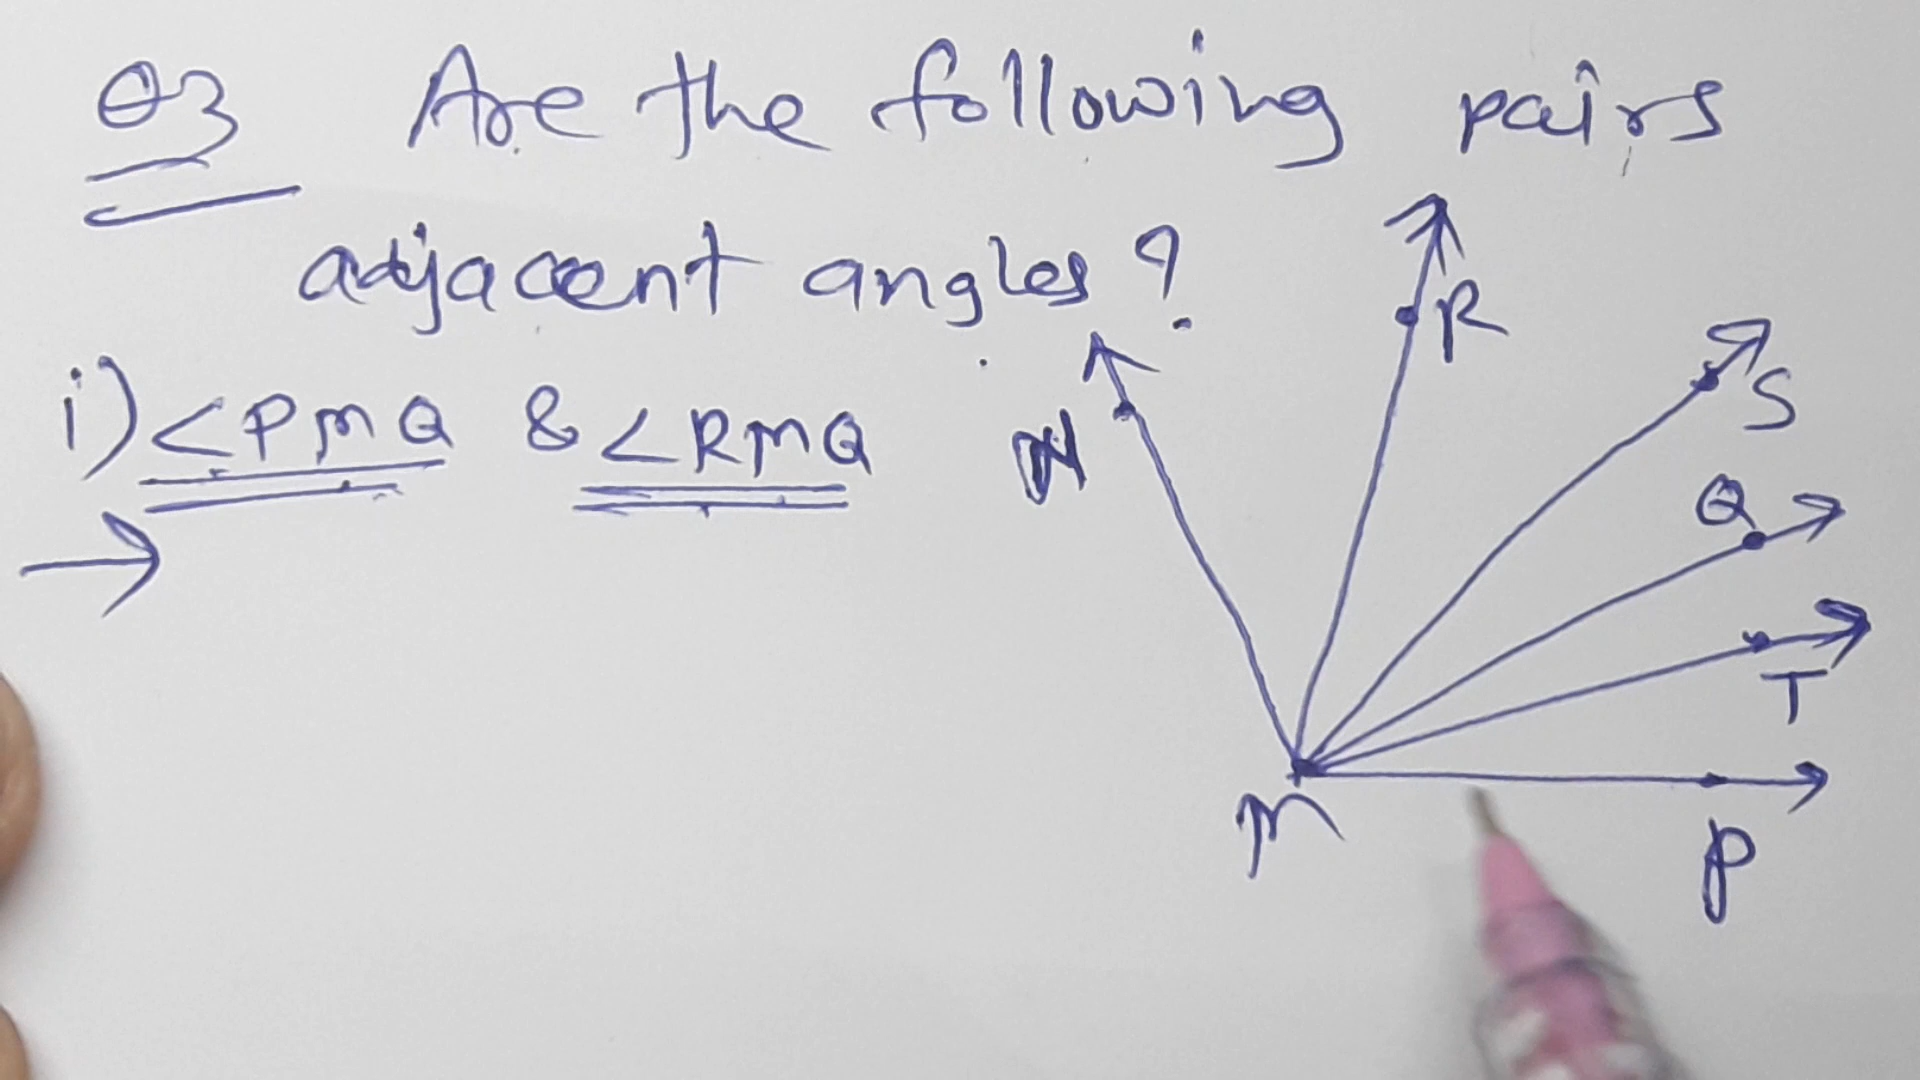 Q3 Are the following pairs
adjacent angles?
i) <PMQ & <RMQ
R
S
N
Q
T
M
P